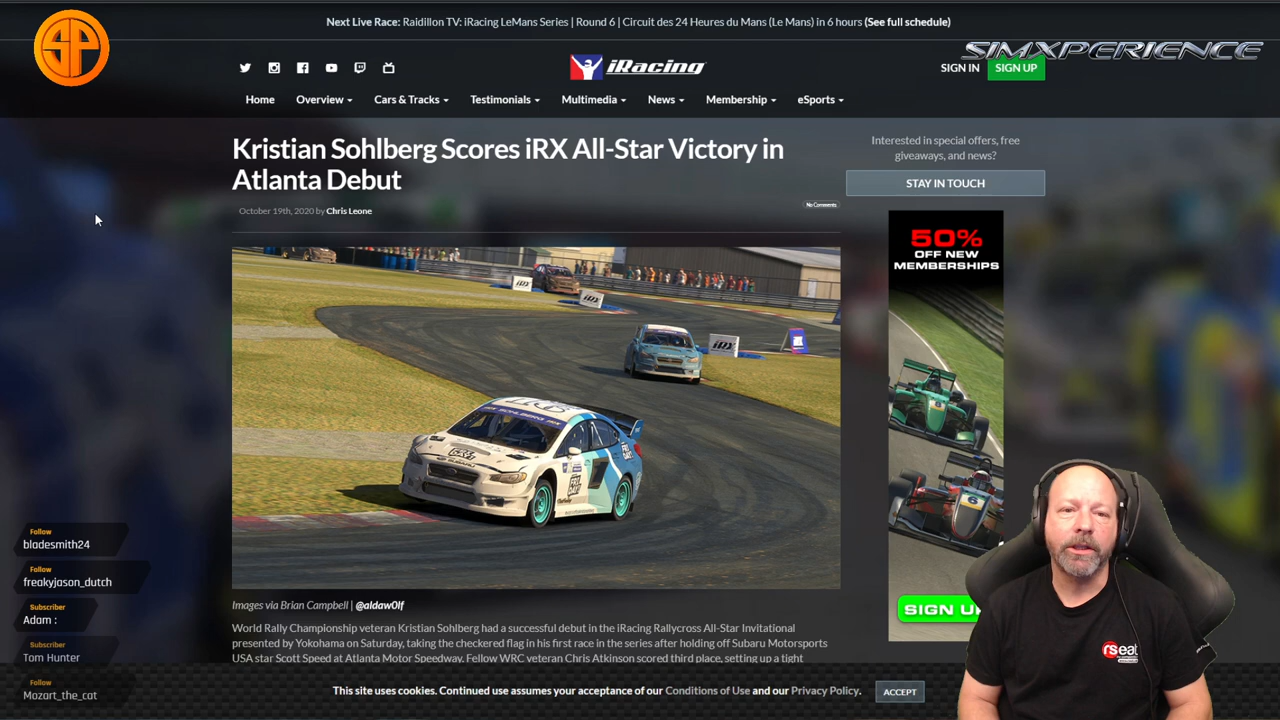 Next Live Race: Raidillon TV: iRacing LeMans Series | Round 6 | Circuit des 24 Heures du Mans (Le Mans) in 6 hours (See full schedule)
SP
SIMXPERIENCE
iRacing
SIGN IN
SIGN UP
Home
Overview
Cars & Tracks
Testimonials
Multimedia
News
Membership
eSports
Kristian Sohlberg Scores iRX All-Star Victory in
Atlanta Debut
October 19th, 2020 by Chris Leone
No Comments
Interested in special offers, free
giveaways, and news?
STAY IN TOUCH
50%
OFF NEW
MEMBERSHIPS
iRX
iRX
iRX
Images via Brian Campbell | @aldaw0lf
World Rally Championship veteran Kristian Sohlberg had a successful debut in the iRacing Rallycross All-Star Invitational
presented by Yokohama on Saturday, taking the checkered flag in his first race in the series after holding off Subaru Motorsports
USA star Scott Speed at Atlanta Motor Speedway. Fellow WRC veteran Chris Atkinson scored third place, setting up a tight
SIGN U
rseat
Follow
bladesmith24
Follow
freakyjason_dutch
Subscriber
Adam :
Subscriber
Tom Hunter
Follow
Mozart_the_cat
This site uses cookies. Continued use assumes your acceptance of our Conditions of Use and our Privacy Policy.
ACCEPT